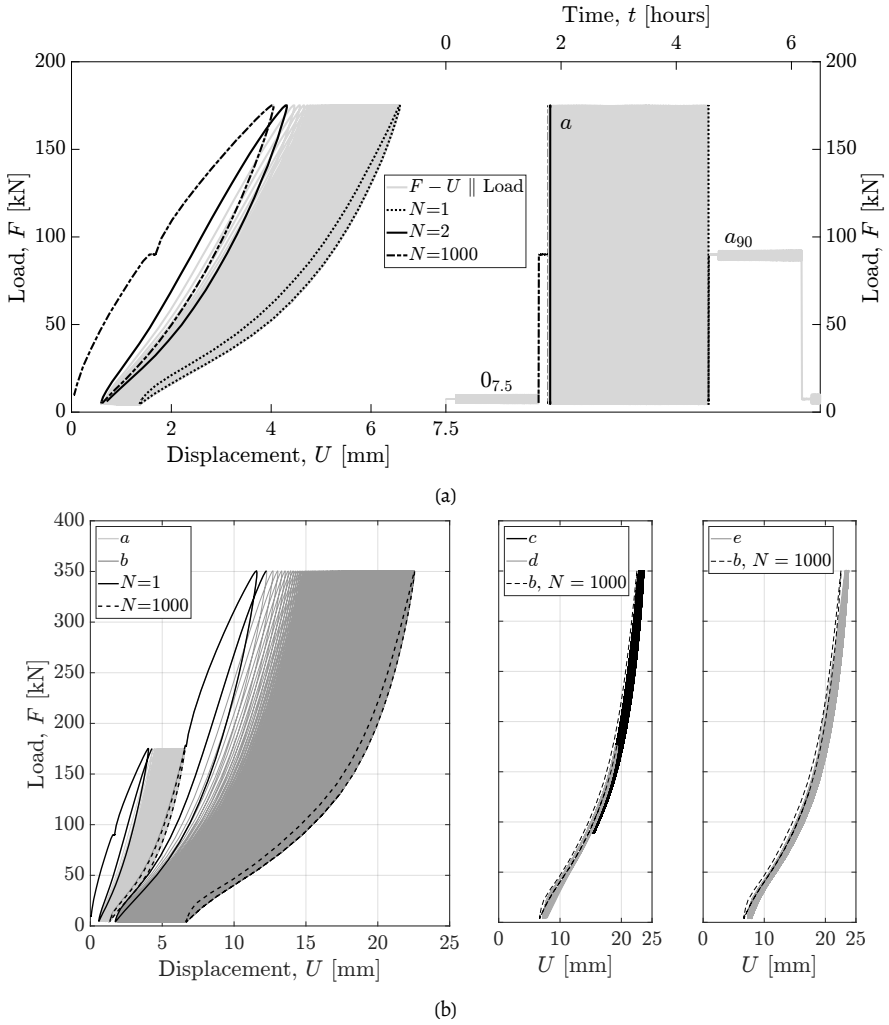 Time, t [hours]
0 2 4 6
200 200
150 150
100 100
50 50
0 0
Load, F [kN]
Load, F [kN]
a
a90
07.5
F − U ∥ Load
N=1
N=2
N=1000
0 2 4 6 7.5
Displacement, U [mm]
(a)
400
350
300
250
200
150
100
50
0
Load, F [kN]
a
b
N=1
N=1000
c
d
b, N = 1000
e
b, N = 1000
0 5 10 15 20 25
0 10 20 25
0 10 20 25
Displacement, U [mm]
U [mm]
U [mm]
(b)